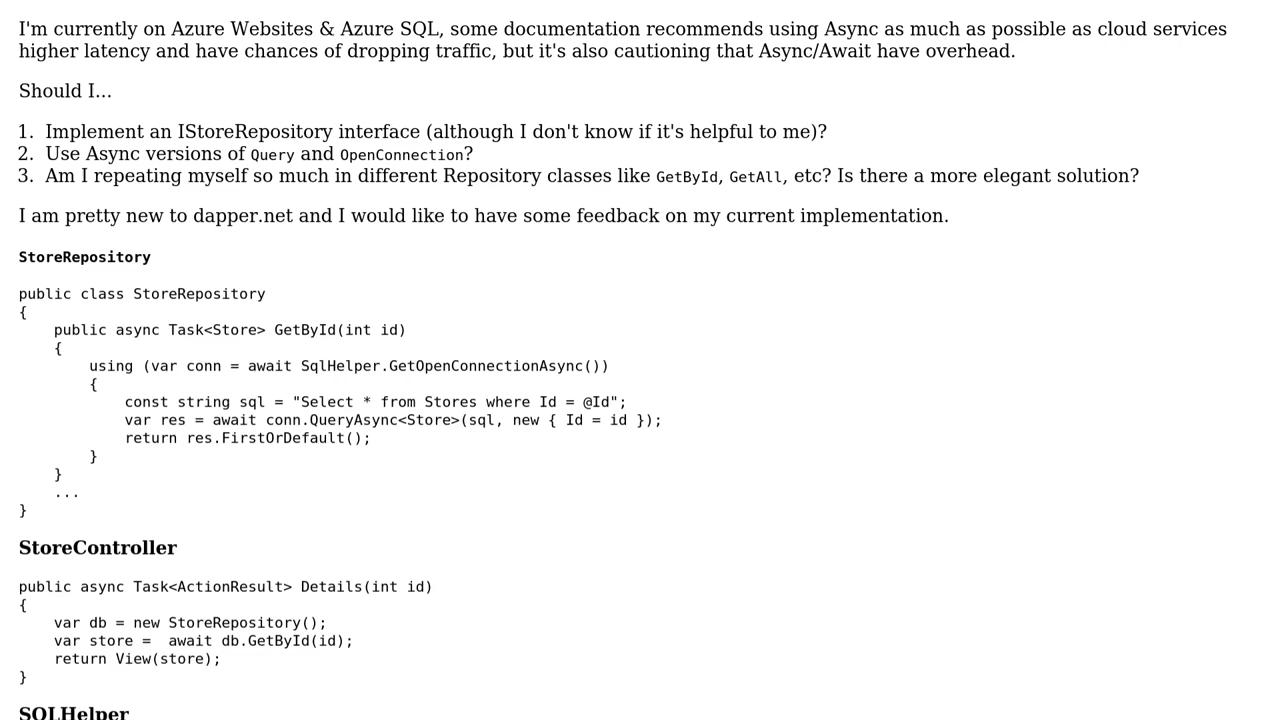 I'm currently on Azure Websites & Azure SQL, some documentation recommends using Async as much as possible as cloud services
higher latency and have chances of dropping traffic, but it's also cautioning that Async/Await have overhead.
Should I...
1. Implement an IStoreRepository interface (although I don't know if it's helpful to me)?
2. Use Async versions of Query and OpenConnection?
3. Am I repeating myself so much in different Repository classes like GetById, GetAll, etc? Is there a more elegant solution?
I am pretty new to dapper.net and I would like to have some feedback on my current implementation.
StoreRepository
public class StoreRepository
{
    public async Task<Store> GetById(int id)
    {
        using (var conn = await SqlHelper.GetOpenConnectionAsync())
        {
            const string sql = "Select * from Stores where Id = @Id";
            var res = await conn.QueryAsync<Store>(sql, new { Id = id });
            return res.FirstOrDefault();
        }
    }
    ...
}
StoreController
public async Task<ActionResult> Details(int id)
{
    var db = new StoreRepository();
    var store =  await db.GetById(id);
    return View(store);
}
SQLHelper